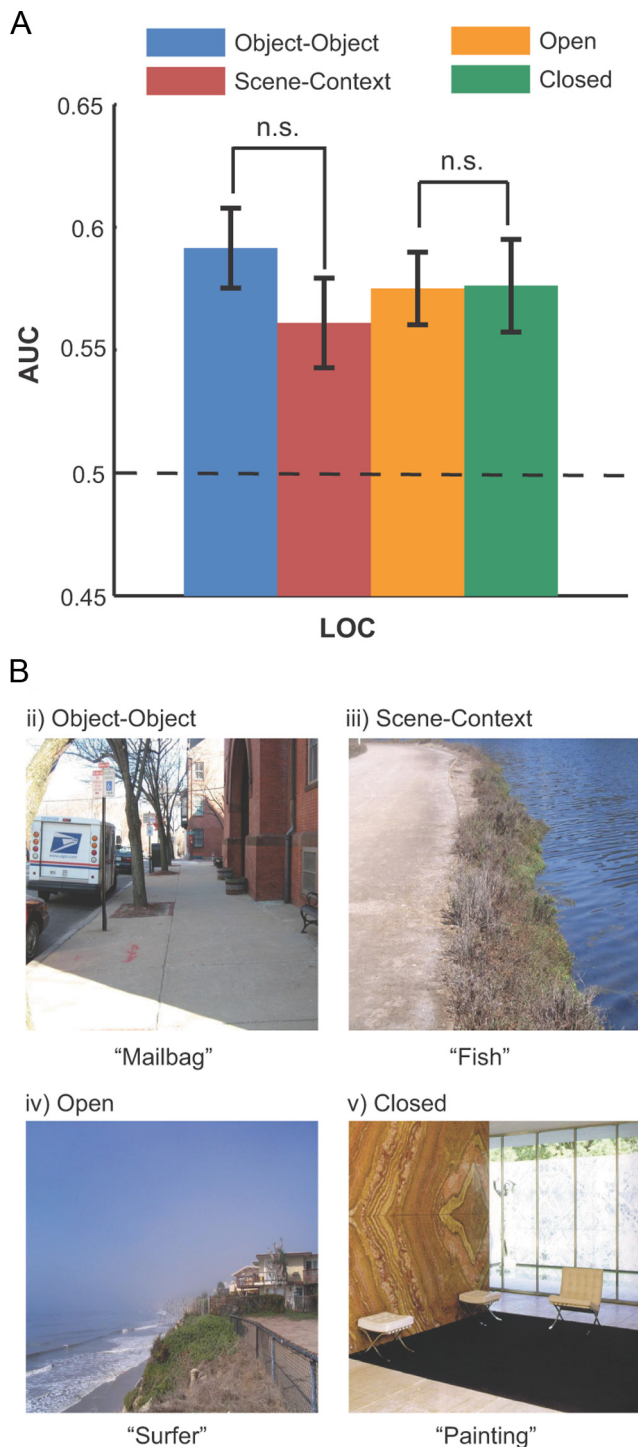 A
Object-Object
Open
Scene-Context
Closed
0.65
n.s.
n.s.
0.6
0.55
0.5
0.45
AUC
LOC
B
ii) Object-Object
iii) Scene-Context
“Mailbag”
“Fish”
iv) Open
v) Closed
“Surfer”
“Painting”